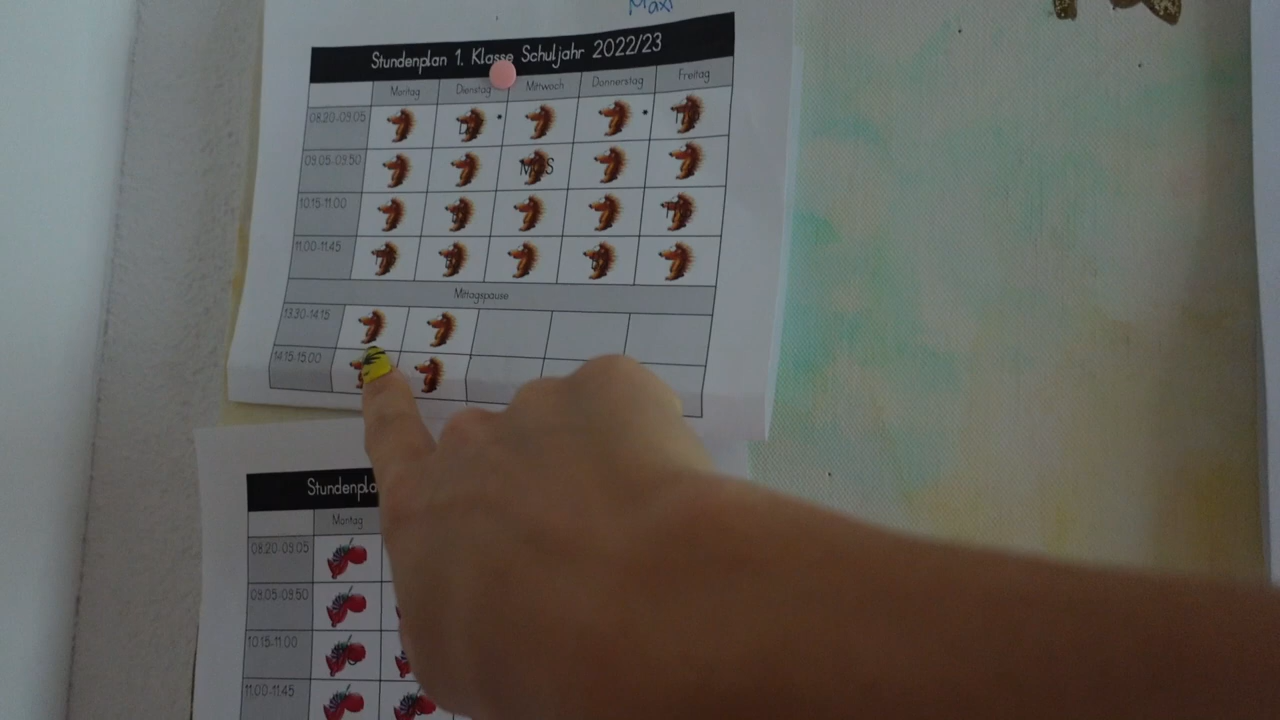 Maxi
Stundenplan 1. Klasse Schuljahr 2022/23
Montag Dienstag Mittwoch Donnerstag Freitag
08.20-09.05
09.05-09.50
10.15-11.00
11.00-11.45
Mittagspause
13.30-14.15
14.15-15.00
Stundenpla
Montag
08.20-09.05
09.05-09.50
10.15-11.00
11.00-11.45